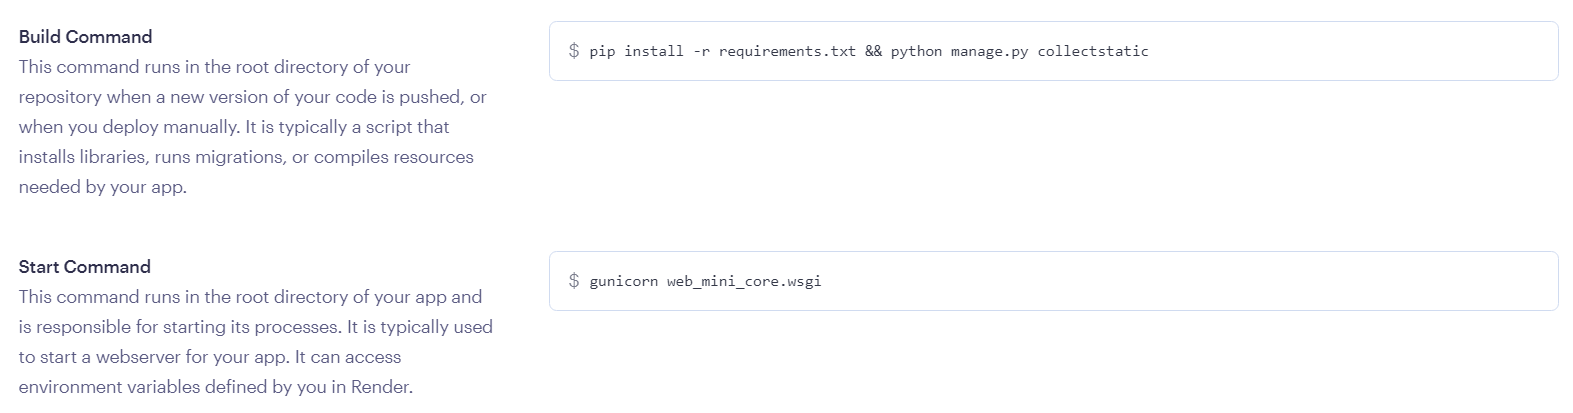 Build Command
This command runs in the root directory of your
repository when a new version of your code is pushed, or
when you deploy manually. It is typically a script that
installs libraries, runs migrations, or compiles resources
needed by your app.
$ pip install -r requirements.txt && python manage.py collectstatic
Start Command
This command runs in the root directory of your app and
is responsible for starting its processes. It is typically used
to start a webserver for your app. It can access
environment variables defined by you in Render.
$ gunicorn web_mini_core.wsgi